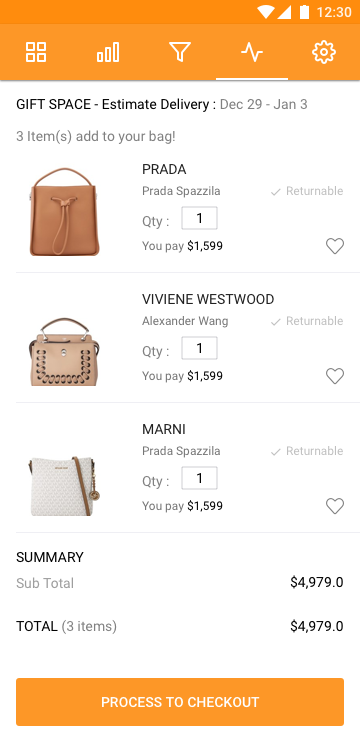 12:30
GIFT SPACE - Estimate Delivery : Dec 29 - Jan 3
3 Item(s) add to your bag!
PRADA
Prada Spazzila
Returnable
Qty : 1
You pay $1,599
VIVIENE WESTWOOD
Alexander Wang
Returnable
Qty : 1
You pay $1,599
MARNI
Prada Spazzila
Returnable
Qty : 1
You pay $1,599
SUMMARY
Sub Total $4,979.0
TOTAL (3 items) $4,979.0
PROCESS TO CHECKOUT